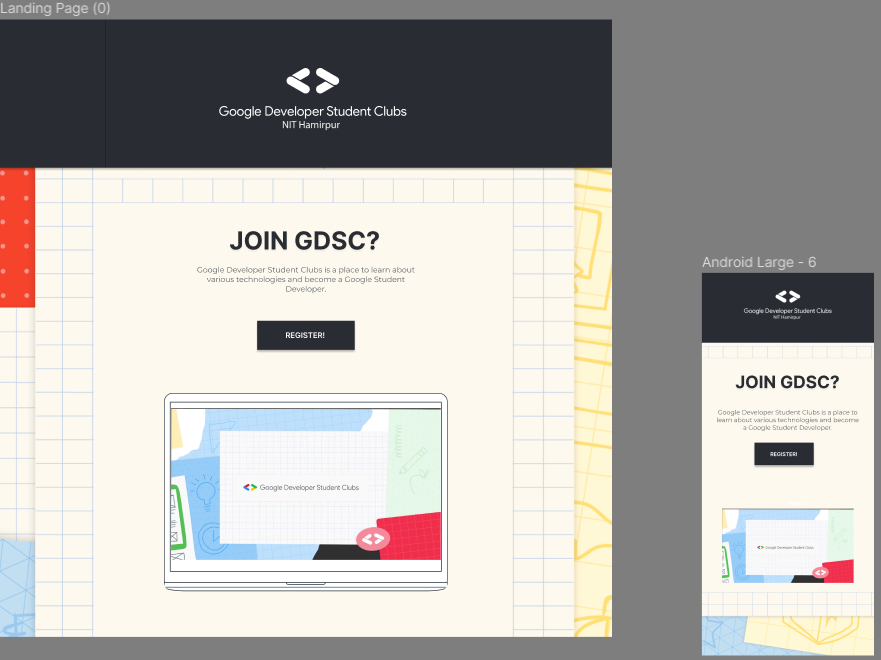 Landing Page (0)
Google Developer Student Clubs
NIT Hamirpur
JOIN GDSC?
Google Developer Student Clubs is a place to learn about
various technologies and become a Google Student
Developer.
REGISTER!
Google Developer Student Clubs
Android Large - 6
Google Developer Student Clubs
NIT Hamirpur
JOIN GDSC?
Google Developer Student Clubs is a place to
learn about various technologies and become
a Google Student Developer.
REGISTER!
Google Developer Student Clubs